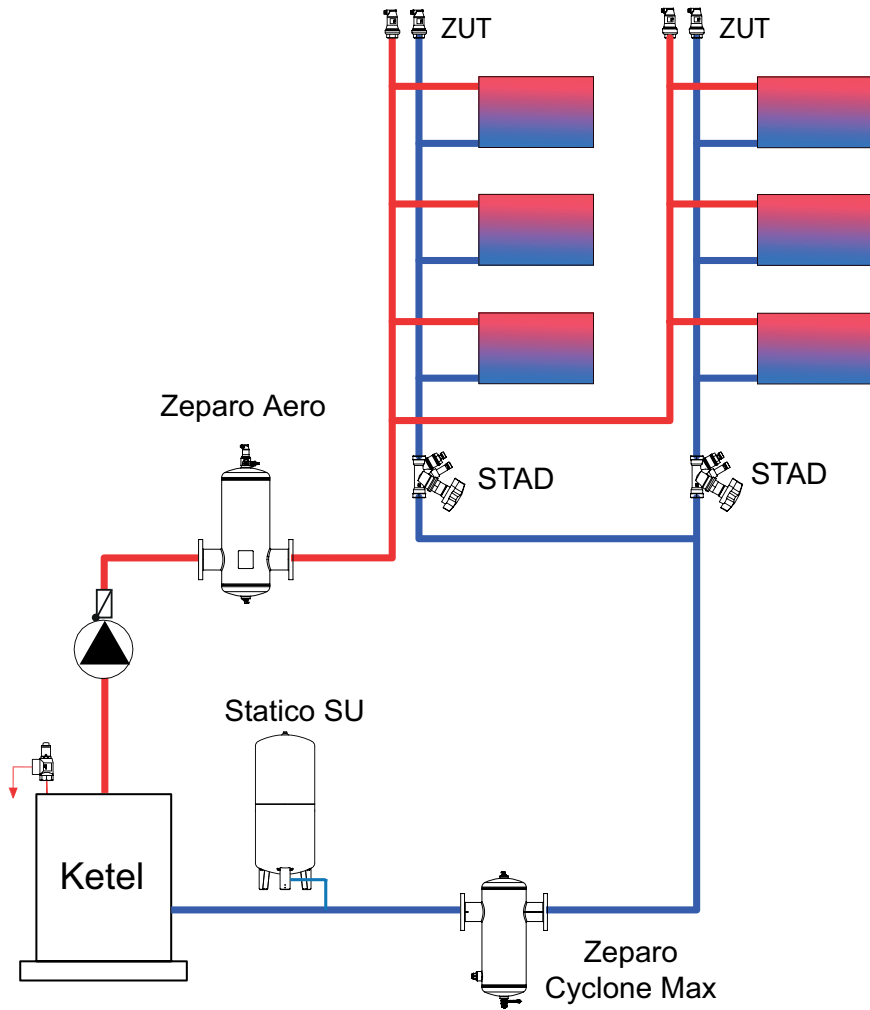 ZUT
ZUT
Zeparo Aero
STAD
STAD
Statico SU
Ketel
Zeparo
Cyclone Max